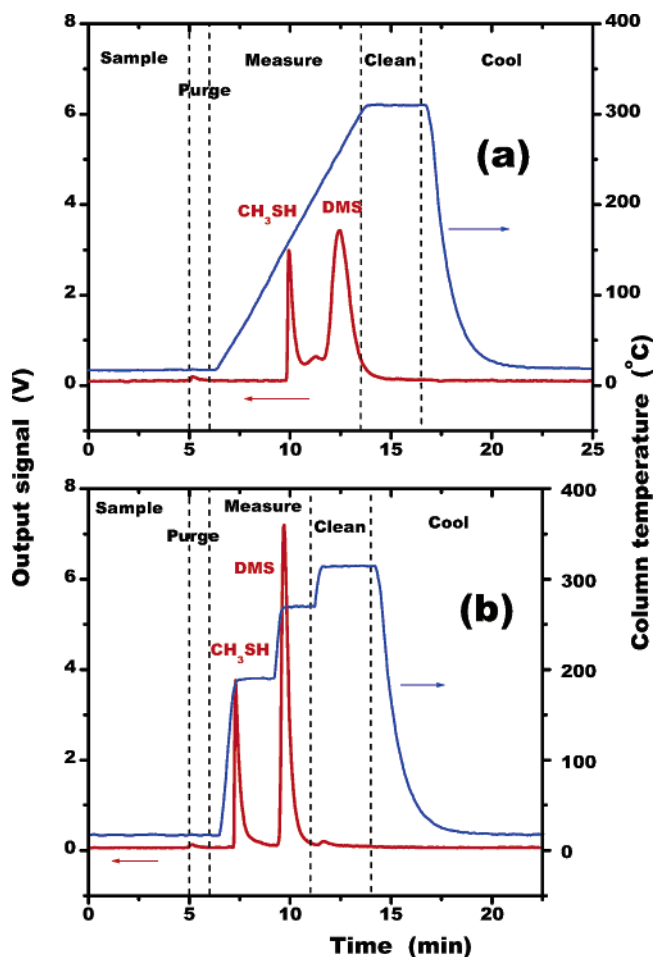 8 400
Sample Measure Clean Cool
Purge
6 300
(a)
CH₃SH DMS
4 200
2 100
0 0
0 5 10 15 20 25
8 400
Sample Measure Clean Cool
Purge
DMS
6 300
(b)
CH₃SH
4 200
2 100
0 0
0 5 10 15 20
Output signal (V)
Column temperature (°C)
Time (min)